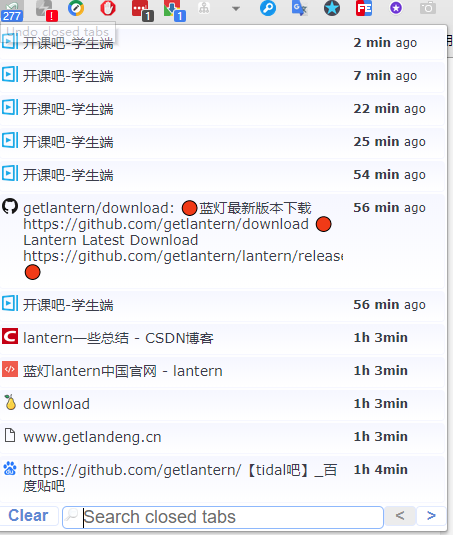 277
!
1
1
Undo closed tabs
开课吧-学生端 2 min ago
开课吧-学生端 7 min ago
开课吧-学生端 22 min ago
开课吧-学生端 25 min ago
开课吧-学生端 54 min ago
getlantern/download: 🔴蓝灯最新版本下载 56 min ago
https://github.com/getlantern/download 🔴
Lantern Latest Download
https://github.com/getlantern/lantern/release
🔴
开课吧-学生端 56 min ago
lantern一些总结 - CSDN博客 1h 3min
蓝灯lantern中国官网 - lantern 1h 3min
download 1h 3min
www.getlandeng.cn 1h 3min
https://github.com/getlantern/【tidal吧】_百 1h 4min
度贴吧
Clear Search closed tabs < >